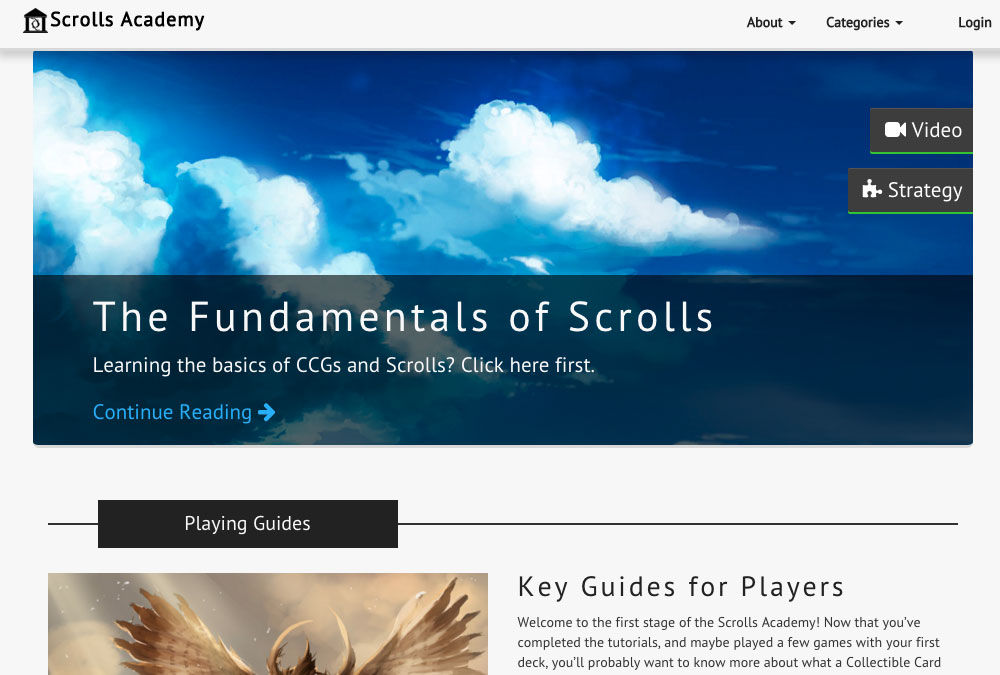 Scrolls Academy
About
Categories
Login
Video
Strategy
The Fundamentals of Scrolls
Learning the basics of CCGs and Scrolls? Click here first.
Continue Reading
Playing Guides
Key Guides for Players
Welcome to the first stage of the Scrolls Academy! Now that you've
completed the tutorials, and maybe played a few games with your first
deck, you'll probably want to know more about what a Collectible Card